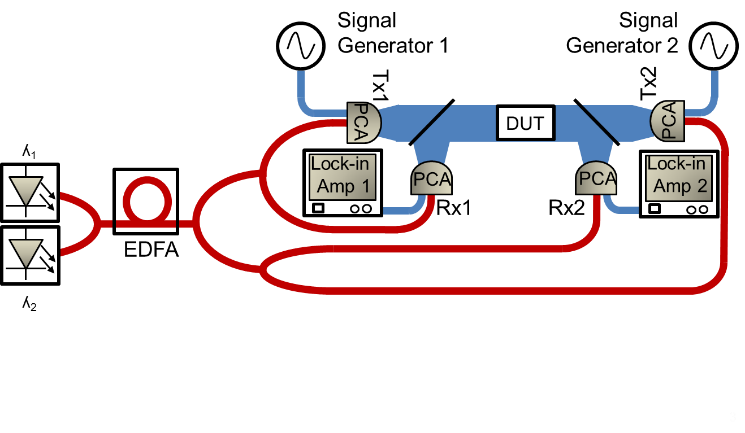 Signal
Generator 1
Signal
Generator 2
Tx1
Tx2
PCA
PCA
DUT
λ1
Lock-in
Amp 1
PCA
PCA
Lock-in
Amp 2
Rx1
Rx2
EDFA
λ2